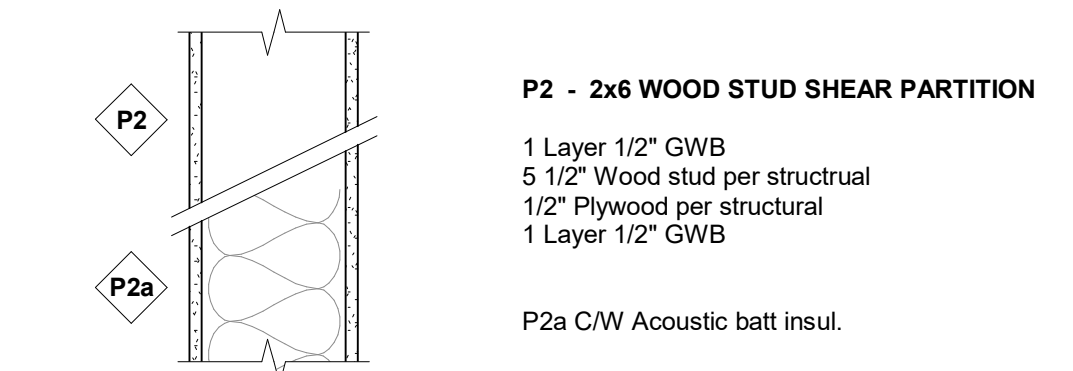 P2
P2a
P2 - 2x6 WOOD STUD SHEAR PARTITION
1 Layer 1/2" GWB
5 1/2" Wood stud per structrual
1/2" Plywood per structural
1 Layer 1/2" GWB
P2a C/W Acoustic batt insul.